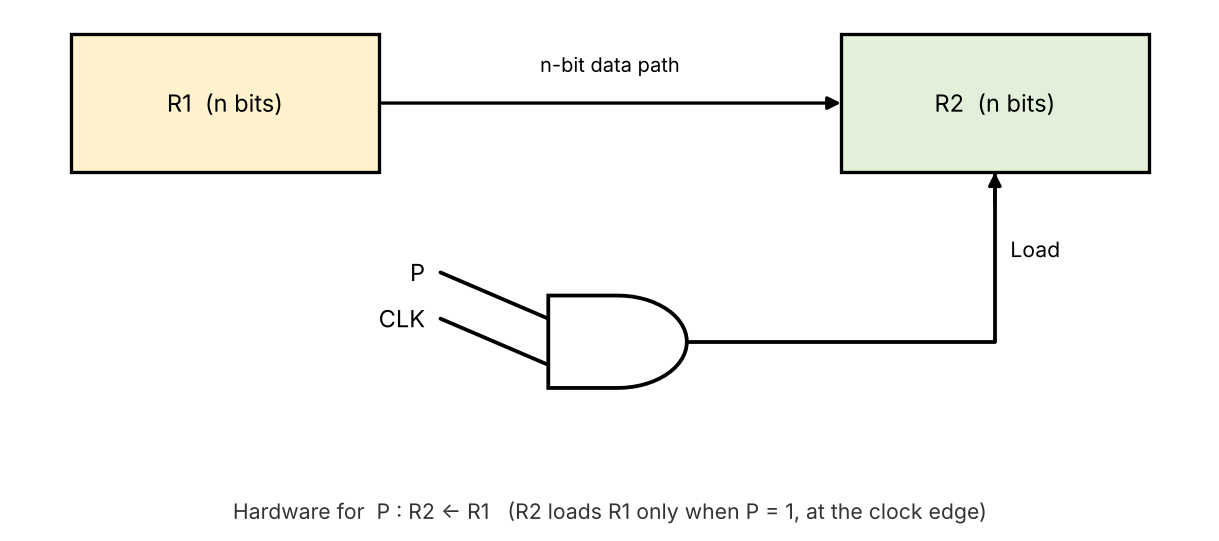 n-bit data path
R1 (n bits)
R2 (n bits)
Load
P
CLK
Hardware for P : R2 ← R1 (R2 loads R1 only when P = 1, at the clock edge)